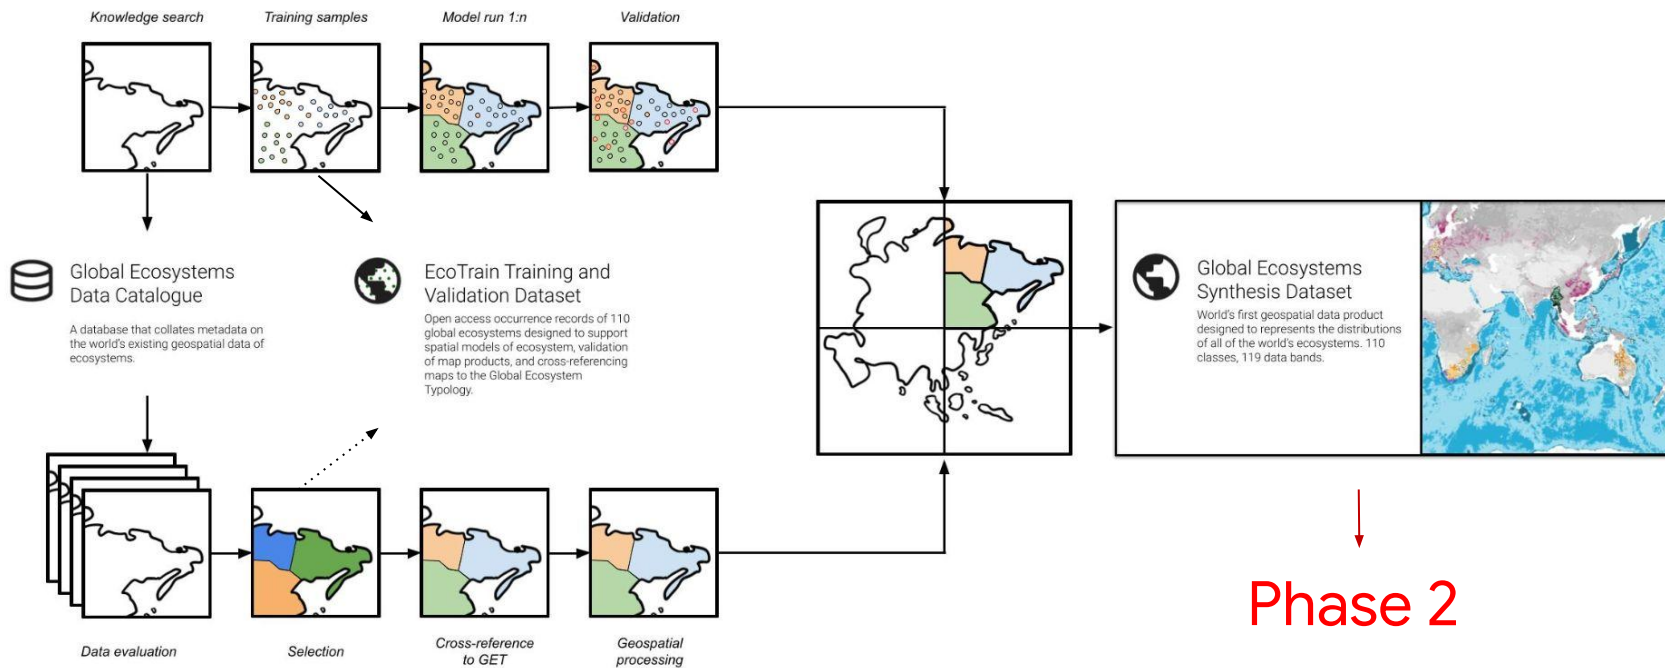 Knowledge search
Training samples
Model run 1:n
Validation
Global Ecosystems
Data Catalogue
A database that collates metadata on
the world's existing geospatial data of
ecosystems.
EcoTrain Training and
Validation Dataset
Open access occurrence records of 110
global ecosystems designed to support
spatial models of ecosystem, validation
of map products, and cross-referencing
maps to the Global Ecosystem
Typology.
Global Ecosystems
Synthesis Dataset
World's first geospatial data product
designed to represents the distributions
of all of the world's ecosystems. 110
classes, 119 data bands.
Phase 2
Data evaluation
Selection
Cross-reference
to GET
Geospatial
processing